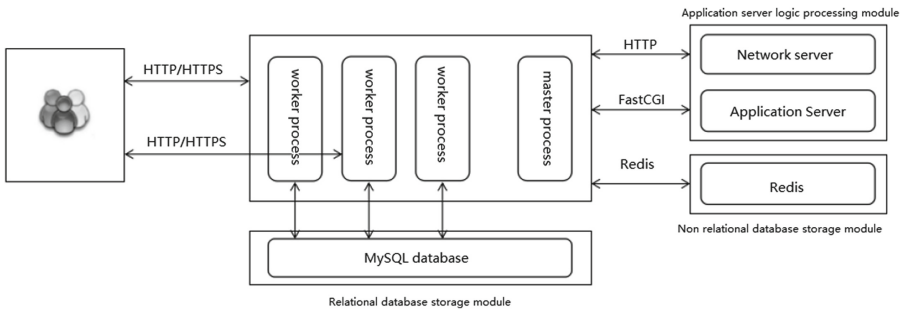 Application server logic processing module
HTTP
Network server
HTTP/HTTPS
worker process
worker process
worker process
master process
FastCGI
Application Server
HTTP/HTTPS
Redis
Redis
Non relational database storage module
MySQL database
Relational database storage module